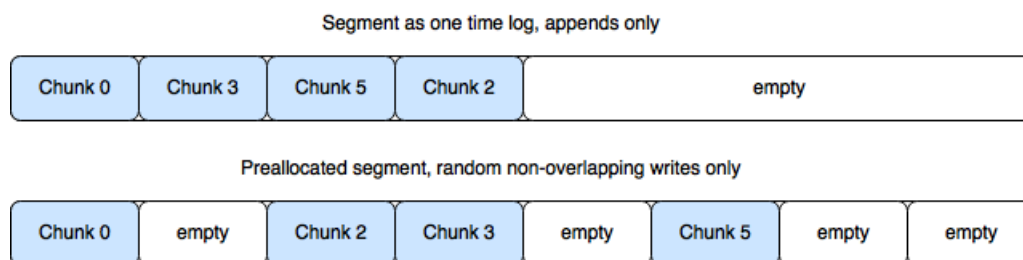 Segment as one time log, appends only
Chunk 0 Chunk 3 Chunk 5 Chunk 2 empty
Preallocated segment, random non-overlapping writes only
Chunk 0 empty Chunk 2 Chunk 3 empty Chunk 5 empty empty